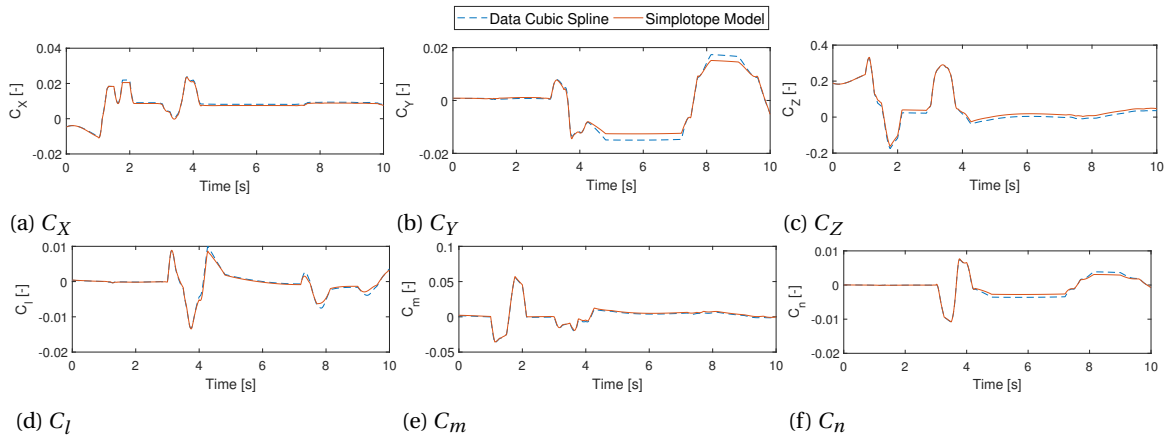 Data Cubic Spline Simplotope Model
0.04
0.02
0
-0.02
C_X [-]
0 2 4 6 8 10
Time [s]
(a) C_X
0.02
0
-0.02
C_Y [-]
0 2 4 6 8 10
Time [s]
(b) C_Y
0.4
0.2
0
-0.2
C_Z [-]
0 2 4 6 8 10
Time [s]
(c) C_Z
0.01
0
-0.01
-0.02
C_l [-]
0 2 4 6 8 10
Time [s]
(d) C_l
0.1
0.05
0
-0.05
C_m [-]
0 2 4 6 8 10
Time [s]
(e) C_m
0.01
0
-0.01
-0.02
C_n [-]
0 2 4 6 8 10
Time [s]
(f) C_n